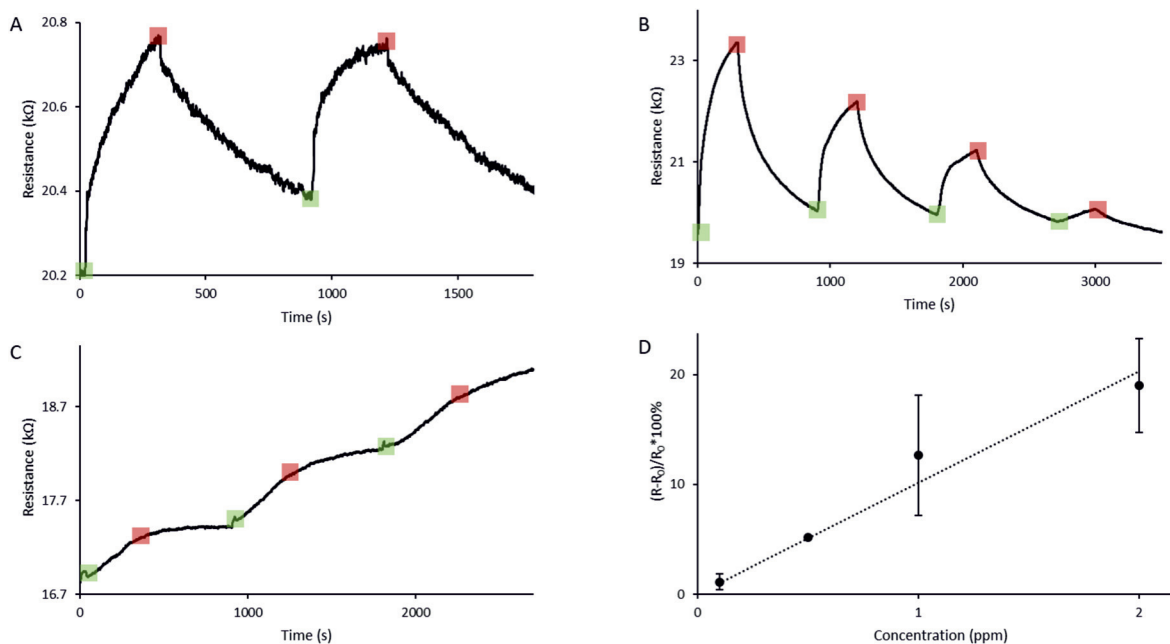 A
20.8
20.6
20.4
20.2
Resistance (kΩ)
0
500
1000
1500
Time (s)
B
23
21
19
Resistance (kΩ)
0
1000
2000
3000
Time (s)
C
18.7
17.7
16.7
Resistance (kΩ)
0
1000
2000
Time (s)
D
20
10
0
(R-R₀)/R₀*100%
0
1
2
Concentration (ppm)